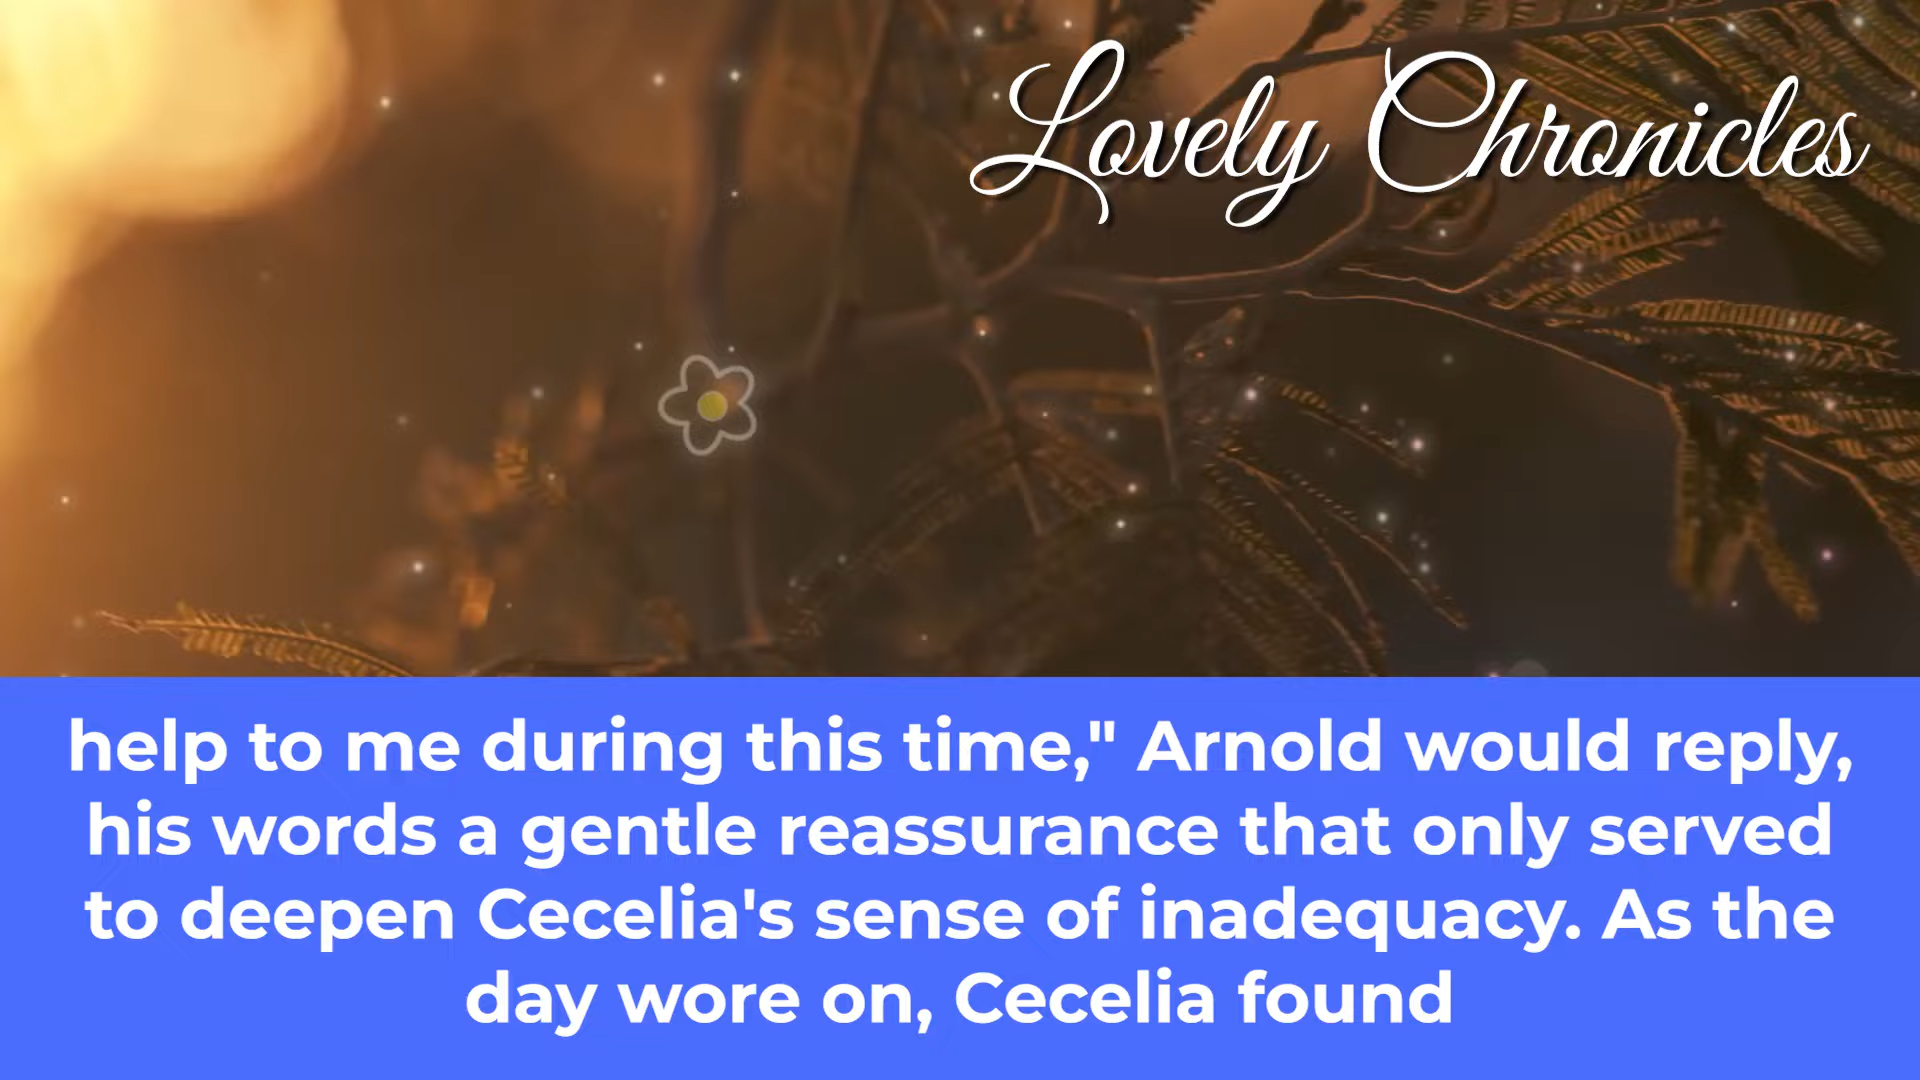 Lovely Chronicles
help to me during this time," Arnold would reply,
his words a gentle reassurance that only served
to deepen Cecelia's sense of inadequacy. As the
day wore on, Cecelia found